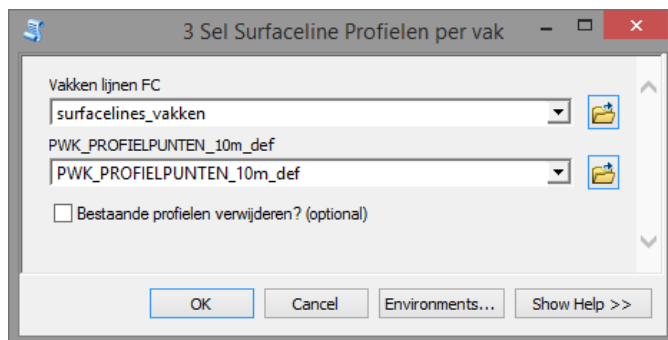 3 Sel Surfaceline Profielen per vak
Vakken lijnen FC
surfacelines_vakken
PWK_PROFIELPUNTEN_10m_def
PWK_PROFIELPUNTEN_10m_def
Bestaande profielen verwijderen? (optional)
OK Cancel Environments... Show Help >>